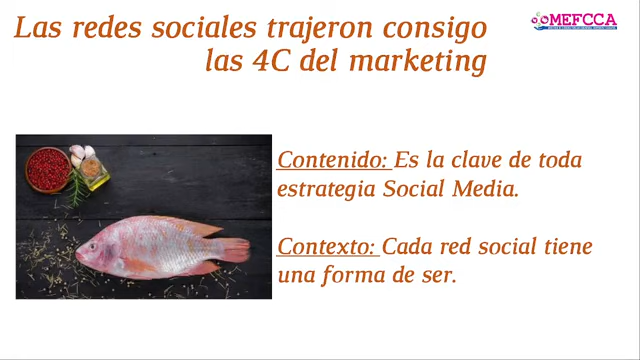 Las redes sociales trajeron consigo
las 4C del marketing
MEFCCA
Contenido: Es la clave de toda
estrategia Social Media.
Contexto: Cada red social tiene
una forma de ser.